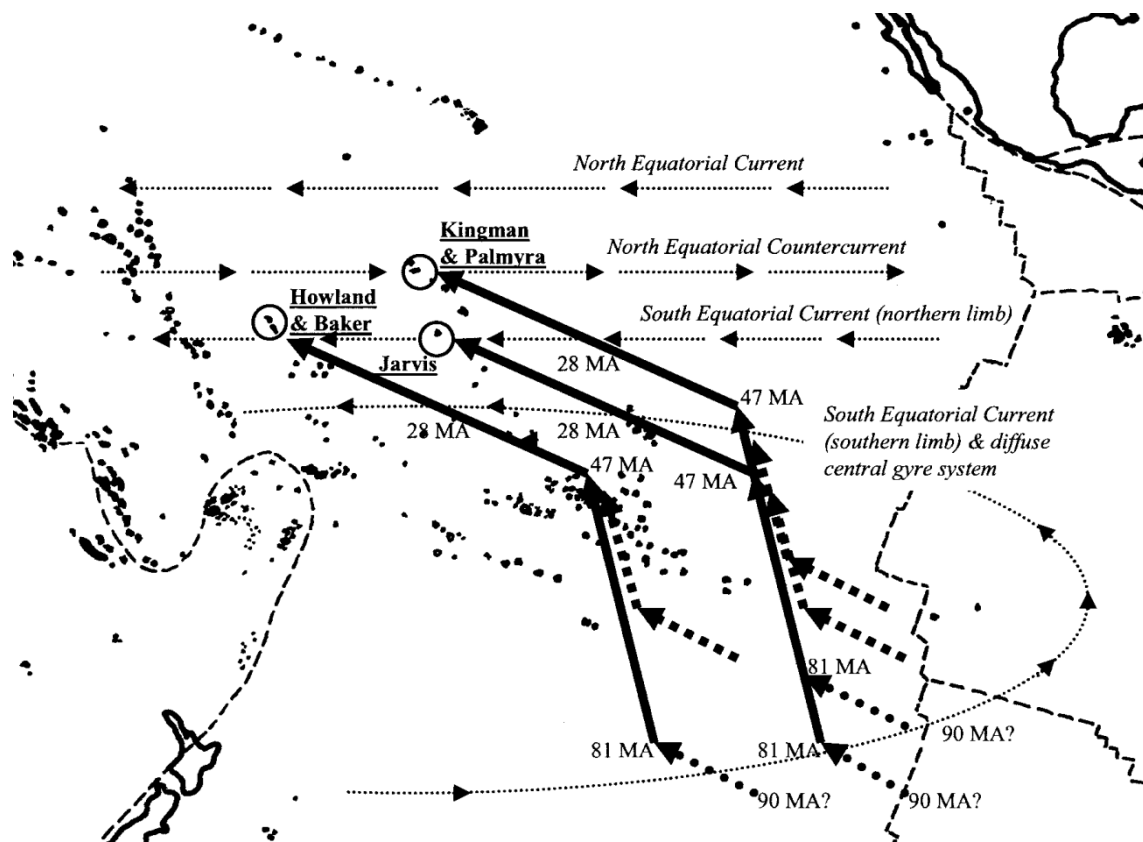 North Equatorial Current
Kingman
& Palmyra
North Equatorial Countercurrent
Howland
& Baker
South Equatorial Current (northern limb)
Jarvis
28 MA
47 MA
28 MA
28 MA
South Equatorial Current
(southern limb) & diffuse
central gyre system
47 MA
47 MA
81 MA
81 MA
81 MA
90 MA?
90 MA?
90 MA?